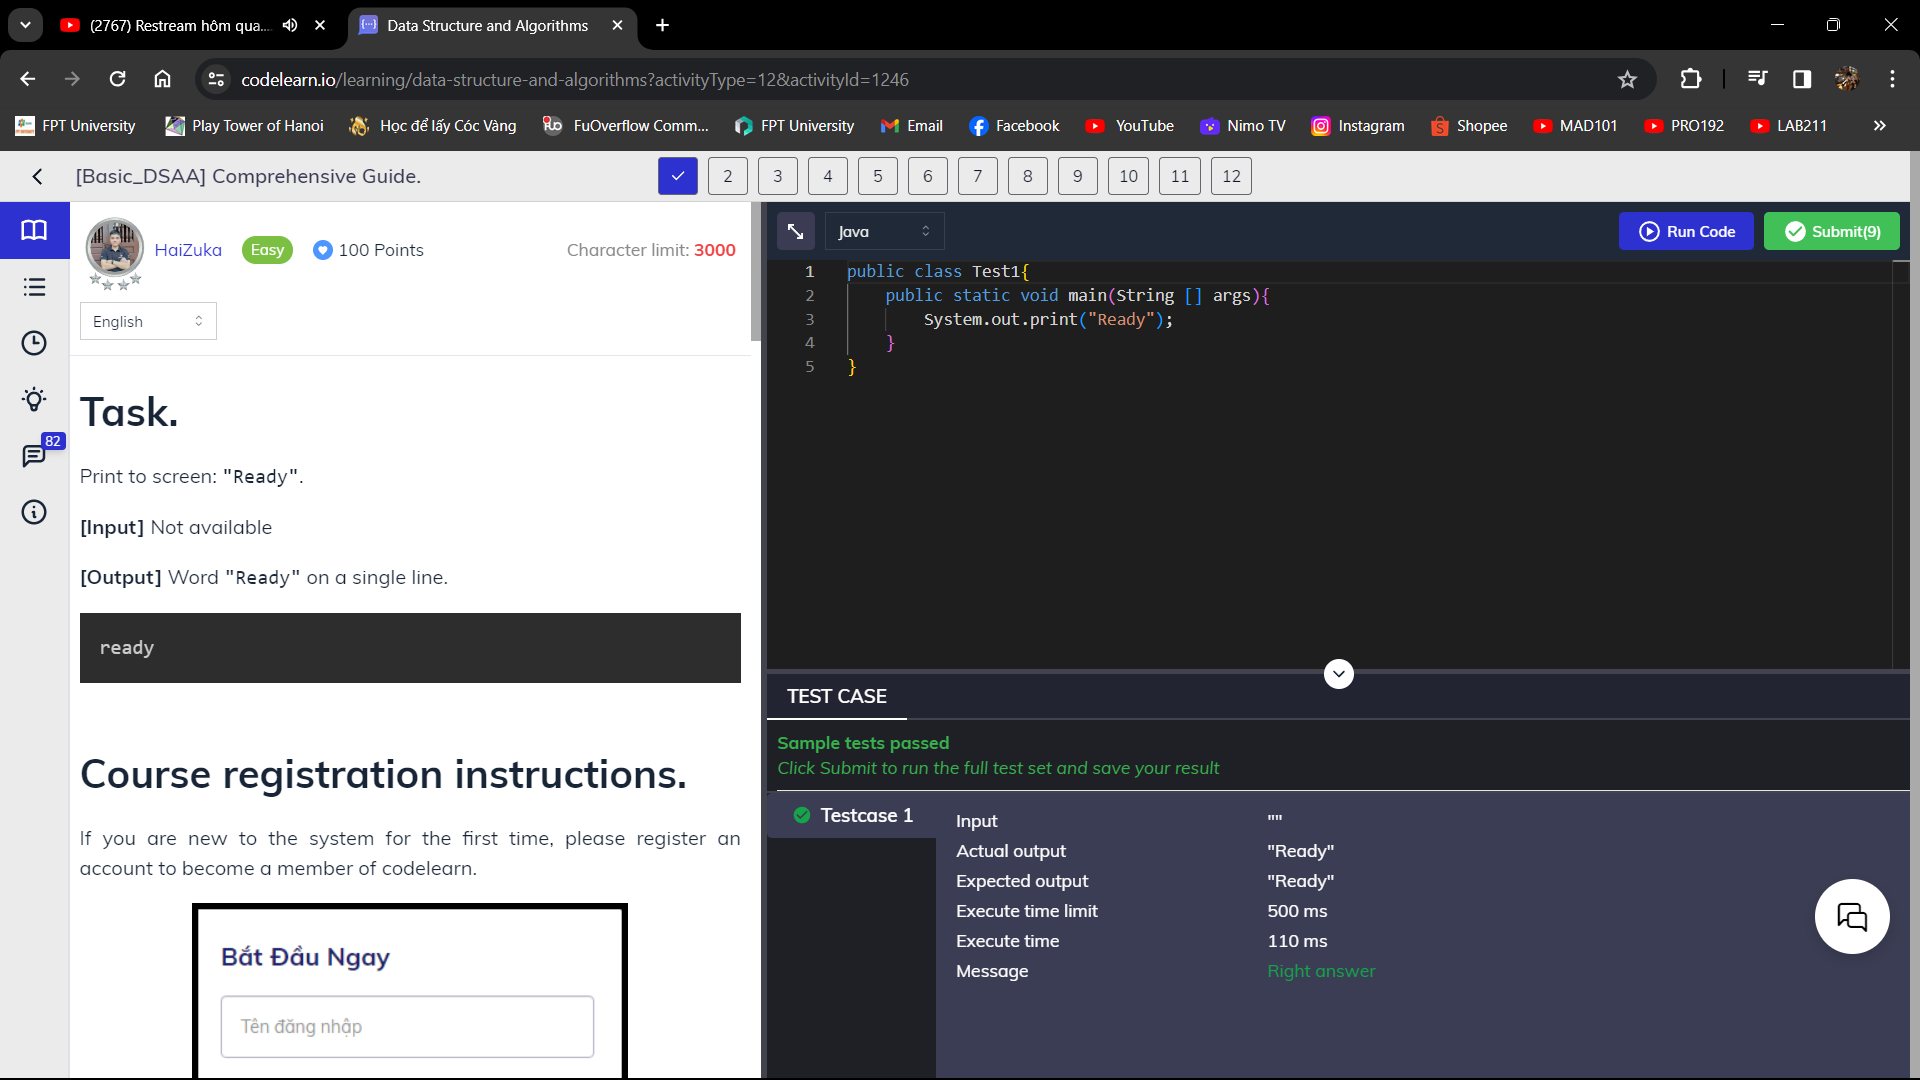 (2767) Restream hôm qua....
Data Structure and Algorithms
codelearn.io/learning/data-structure-and-algorithms?activityType=12&activityId=1246
FPT University
Play Tower of Hanoi
Học để lấy Cóc Vàng
FuOverflow Comm...
FPT University
Email
Facebook
YouTube
Nimo TV
Instagram
Shopee
MAD101
PRO192
LAB211
[Basic_DSAA] Comprehensive Guide.
2 3 4 5 6 7 8 9 10 11 12
HaiZuka
Easy
100 Points
Character limit: 3000
English
82
Task.
Print to screen: "Ready".
[Input] Not available
[Output] Word "Ready" on a single line.
ready
Course registration instructions.
If you are new to the system for the first time, please register an
account to become a member of codelearn.
Bắt Đầu Ngay
Tên đăng nhập
Java
Run Code
Submit(9)
1 public class Test1{
2 public static void main(String [] args){
3 System.out.print("Ready");
4 }
5 }
TEST CASE
Sample tests passed
Click Submit to run the full test set and save your result
Testcase 1
Input ""
Actual output "Ready"
Expected output "Ready"
Execute time limit 500 ms
Execute time 110 ms
Message Right answer